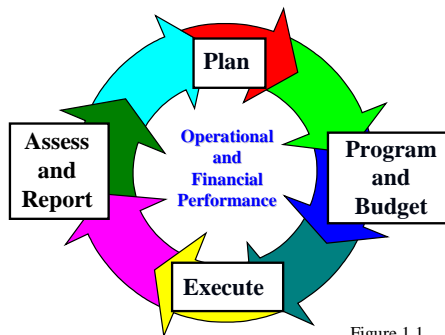 Plan
Program
and
Budget
Execute
Assess
and
Report
Operational
and
Financial
Performance
Figure 1.1